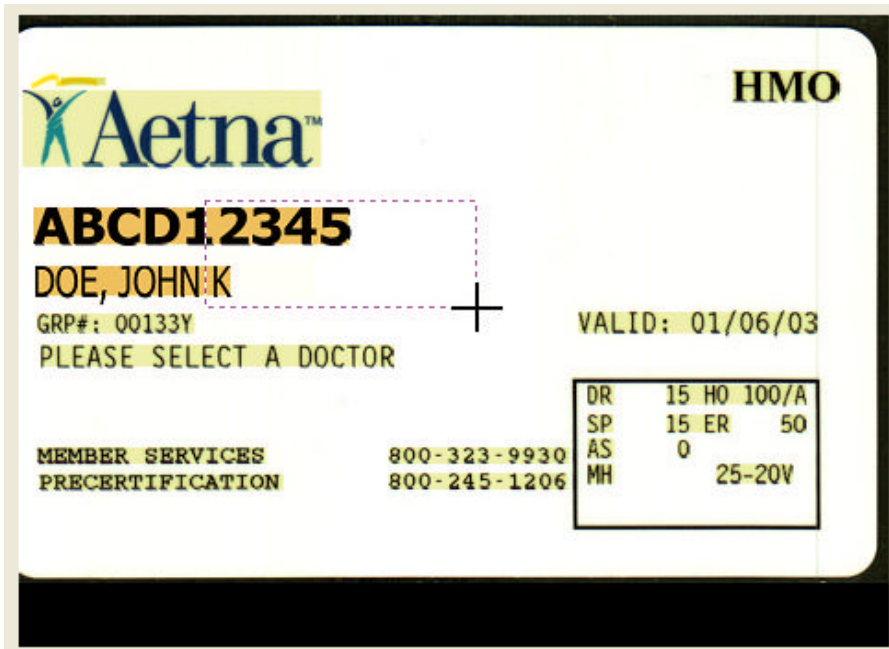 HMO
Aetna™
ABCD12345
DOE, JOHN K
GRP#: 00133Y
VALID: 01/06/03
PLEASE SELECT A DOCTOR
DR 15 HO 100/A
SP 15 ER 50
AS 0
MH 25-20V
MEMBER SERVICES 800-323-9930
PRECERTIFICATION 800-245-1206